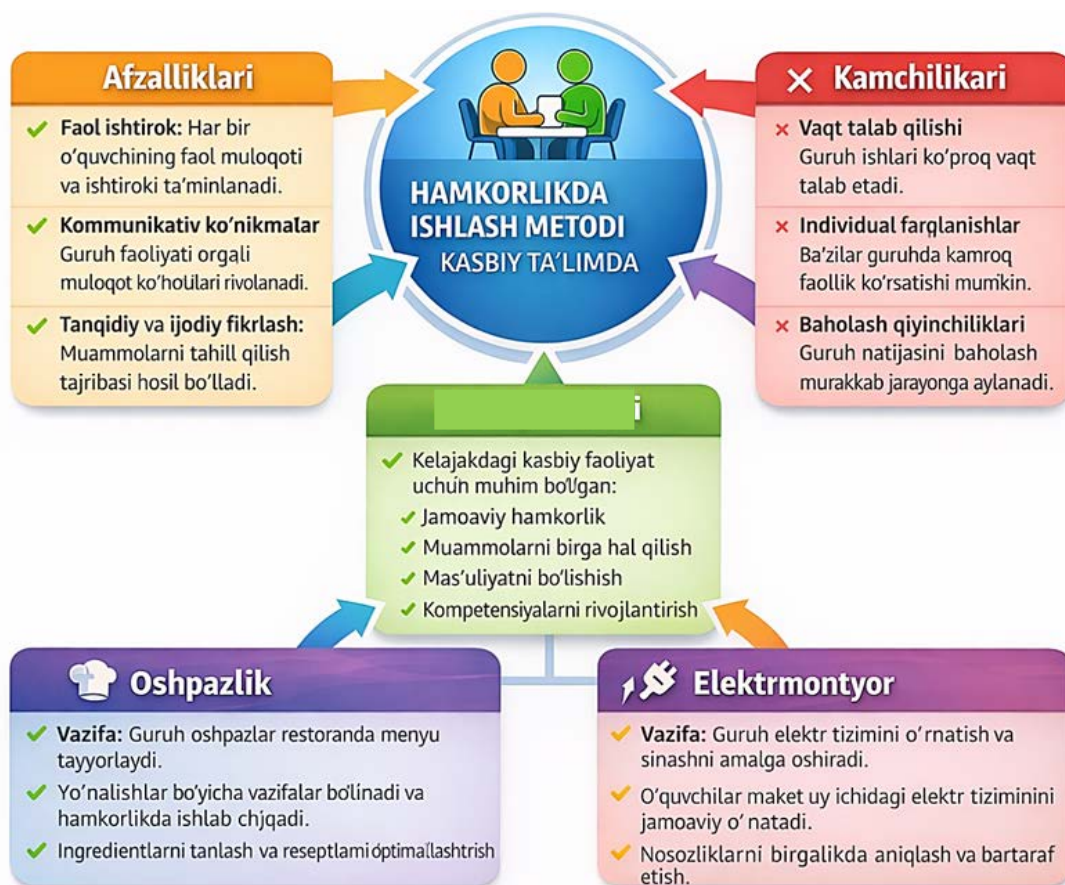 Afzalliklari
Faol ishtirok: Har bir
o'quvchining faol muloqoti
va ishtiroki ta'minlanadi.
Kommunikativ ko'nikmalar
Guruh faoliyati orgali
muloqot ko'holilari rivolanadi.
Tanqidiy va ijodiy fikrlash:
Muammolarni tahill qilish
tajribasi hosil bo'lladi.
HAMKORLIKDA
ISHLASH METODI
KASBIY TA'LIMDA
Kamchilikari
Vaqt talab qilishi
Guruh ishlari ko'proq vaqt
talab etadi.
Individual farqlanishlar
Ba'zilar guruhda kamroq
faollik ko'rsatishi mumkin.
Baholash qiyinchiliklari
Guruh natijasini baholash
murakkab jarayonga aylanadi.
i
Kelajakdagi kasbiy faoliyat
uchuh muhim bo'lgan:
Jamoaviy hamkorlik
Muammolarni birga hal qilish
Mas'uliyatni bo'lishish
Kompetensiyalarni rivojlantirish
Oshpazlik
Vazifa: Guruh oshpazlar restoranda menyu
tayyorlaydi.
Yo'nalishlar bo'yicha vazifalar bo'linadi va
hamkorlikda ishlab chjqadi.
Ingredientlarni tanlash va reseptlami optimallashtrish
Elektrmontyor
Vazifa: Guruh elektr tizimini o'rnatish va
sinashni amalga oshiradi.
O'quvchilar maket uy ichidagi elektr tiziminini
jamoaviy o'natadi.
Nosozliklarni birgalikda aniqlash va bartaraf
etish.